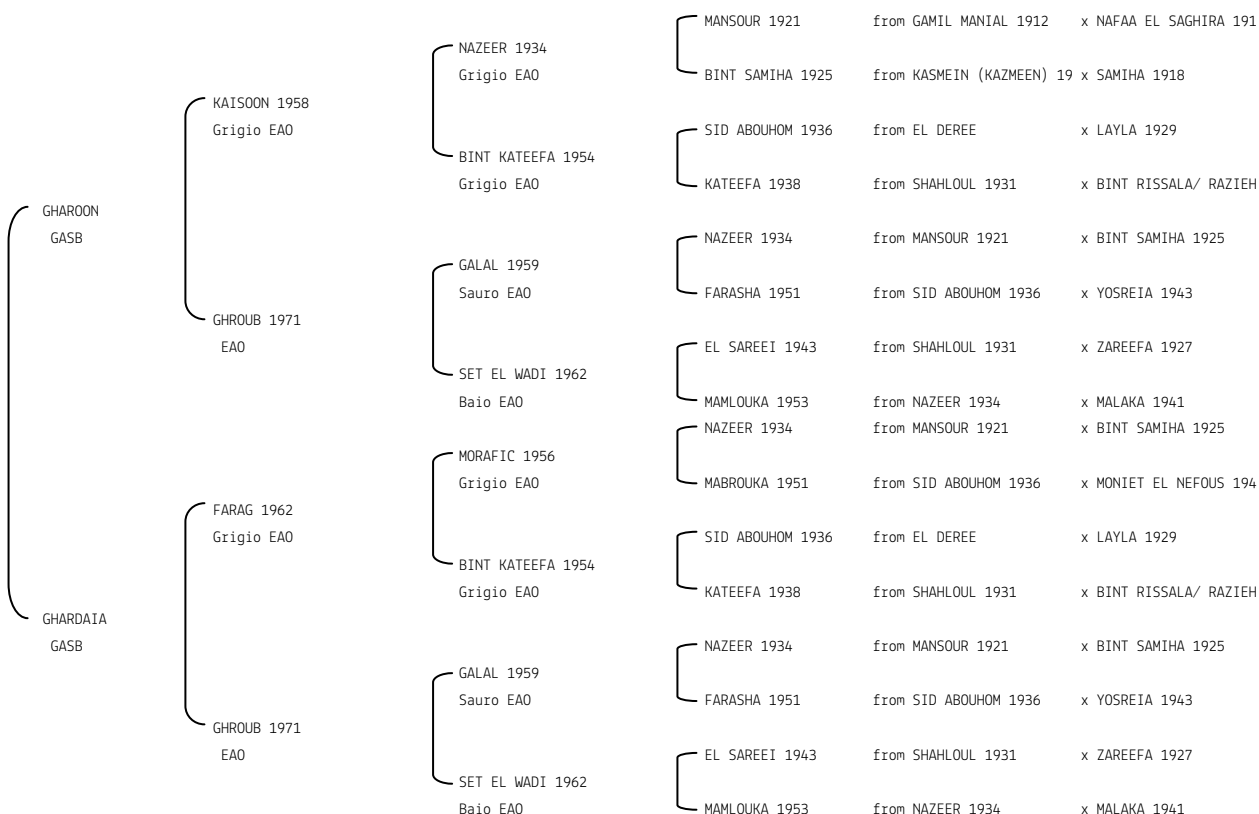 MANSOUR 1921 from GAMIL MANIAL 1912 x NAFAA EL SAGHIRA 191
NAZEER 1934
Grigio EAO BINT SAMIHA 1925 from KASMEIN (KAZMEEN) 19 x SAMIHA 1918
KAISOON 1958
Grigio EAO SID ABOUHOM 1936 from EL DEREE x LAYLA 1929
BINT KATEEFA 1954
Grigio EAO KATEEFA 1938 from SHAHLOUL 1931 x BINT RISSALA/ RAZIEH
GHAROON
GASB NAZEER 1934 from MANSOUR 1921 x BINT SAMIHA 1925
GALAL 1959
Sauro EAO FARASHA 1951 from SID ABOUHOM 1936 x YOSREIA 1943
GHROUB 1971
EAO EL SAREEI 1943 from SHAHLOUL 1931 x ZAREEFA 1927
SET EL WADI 1962
Baio EAO MAMLOUKA 1953 from NAZEER 1934 x MALAKA 1941
NAZEER 1934 from MANSOUR 1921 x BINT SAMIHA 1925
MORAFIC 1956
Grigio EAO MABROUKA 1951 from SID ABOUHOM 1936 x MONIET EL NEFOUS 194
FARAG 1962
Grigio EAO SID ABOUHOM 1936 from EL DEREE x LAYLA 1929
BINT KATEEFA 1954
Grigio EAO KATEEFA 1938 from SHAHLOUL 1931 x BINT RISSALA/ RAZIEH
GHARDAIA
GASB NAZEER 1934 from MANSOUR 1921 x BINT SAMIHA 1925
GALAL 1959
Sauro EAO FARASHA 1951 from SID ABOUHOM 1936 x YOSREIA 1943
GHROUB 1971
EAO EL SAREEI 1943 from SHAHLOUL 1931 x ZAREEFA 1927
SET EL WADI 1962
Baio EAO MAMLOUKA 1953 from NAZEER 1934 x MALAKA 1941